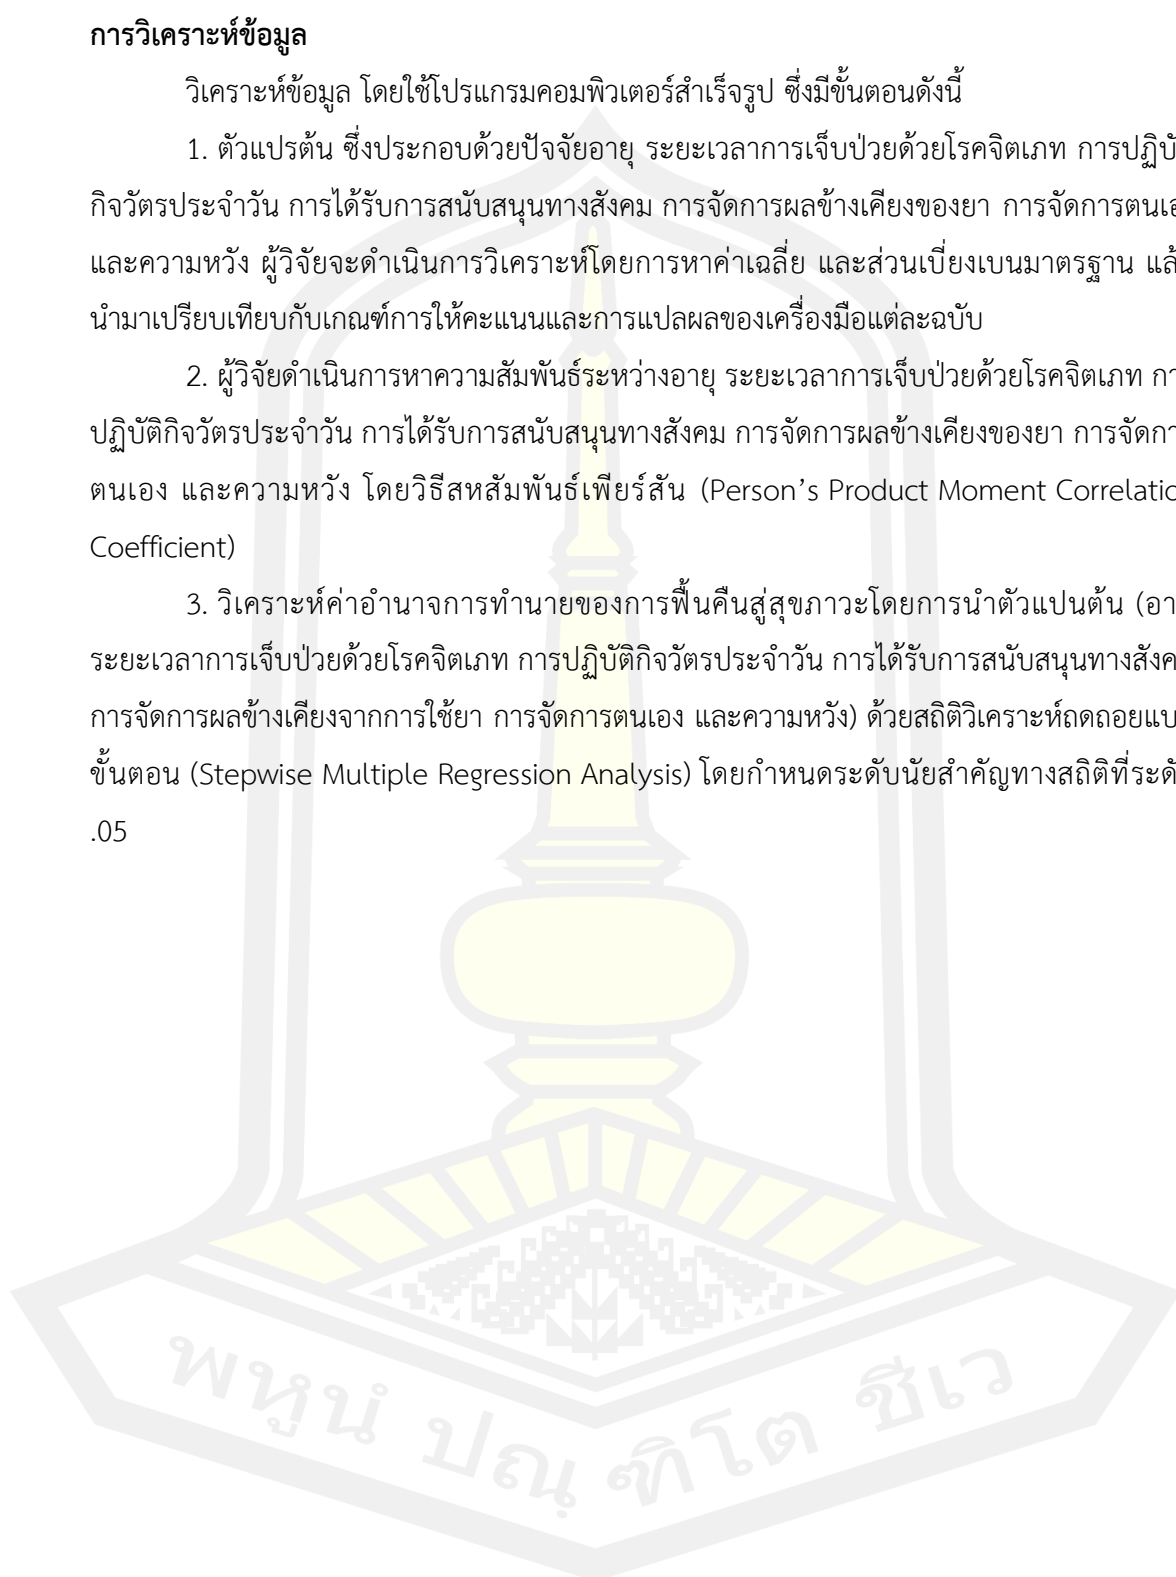 การวิเคราะห์ข้อมูล
วิเคราะห์ข้อมูล โดยใช้โปรแกรมคอมพิวเตอร์สำเร็จรูป ซึ่งมีขั้นตอนดังนี้
1. ตัวแปรต้น ซึ่งประกอบด้วยปัจจัยอายุ ระยะเวลาการเจ็บป่วยด้วยโรคจิตเภท การปฏิบั
กิจวัตรประจำวัน การได้รับการสนับสนุนทางสังคม การจัดการผลข้างเคียงของยา การจัดการตนเอ
และความหวัง ผู้วิจัยจะดำเนินการวิเคราะห์โดยการหาค่าเฉลี่ย และส่วนเบี่ยงเบนมาตรฐาน แล้
นำมาเปรียบเทียบกับเกณฑ์การให้คะแนนและการแปลผลของเครื่องมือแต่ละฉบับ
2. ผู้วิจัยดำเนินการหาความสัมพันธ์ระหว่างอายุ ระยะเวลาการเจ็บป่วยด้วยโรคจิตเภท กา
ปฏิบัติกิจวัตรประจำวัน การได้รับการสนับสนุนทางสังคม การจัดการผลข้างเคียงของยา การจัดกา
ตนเอง และความหวัง โดยวิธีสหสัมพันธ์เพียร์สัน (Person’s Product Moment Correlatio
Coefficient)
3. วิเคราะห์ค่าอำนาจการทำนายของการฟื้นคืนสู่สุขภาวะโดยการนำตัวแปนต้น (อา
ระยะเวลาการเจ็บป่วยด้วยโรคจิตเภท การปฏิบัติกิจวัตรประจำวัน การได้รับการสนับสนุนทางสังค
การจัดการผลข้างเคียงจากการใช้ยา การจัดการตนเอง และความหวัง) ด้วยสถิติวิเคราะห์ถดถอยแบ
ขั้นตอน (Stepwise Multiple Regression Analysis) โดยกำหนดระดับนัยสำคัญทางสถิติที่ระดั
.05
พหูนํ ปณฺฑิโต ชีเว